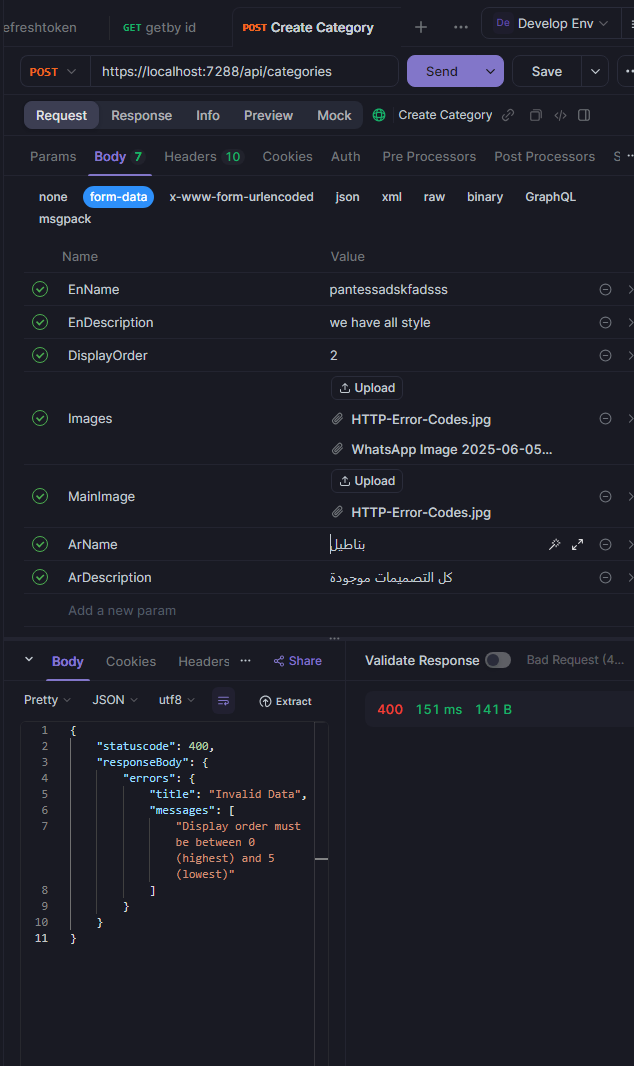 efreshtoken
GET getby id
POST Create Category
De Develop Env
POST
https://localhost:7288/api/categories
Send
Save
Request
Response
Info
Preview
Mock
Create Category
Params
Body 7
Headers 10
Cookies
Auth
Pre Processors
Post Processors
S
none
form-data
x-www-form-urlencoded
json
xml
raw
binary
GraphQL
msgpack
Name
Value
EnName
pantessadskfadsss
EnDescription
we have all style
DisplayOrder
2
Images
Upload
HTTP-Error-Codes.jpg
WhatsApp Image 2025-06-05...
MainImage
Upload
HTTP-Error-Codes.jpg
ArName
بناطيل
ArDescription
كل التصميمات موجودة
Add a new param
Body
Cookies
Headers
Share
Validate Response
Bad Request (4...
Pretty
JSON
utf8
Extract
400 151 ms 141 B
1 {
2 "statuscode": 400,
3 "responseBody": {
4 "errors": {
5 "title": "Invalid Data",
6 "messages": [
7 "Display order must
be between 0
(highest) and 5
(lowest)"
8 ]
9 }
10 }
11 }